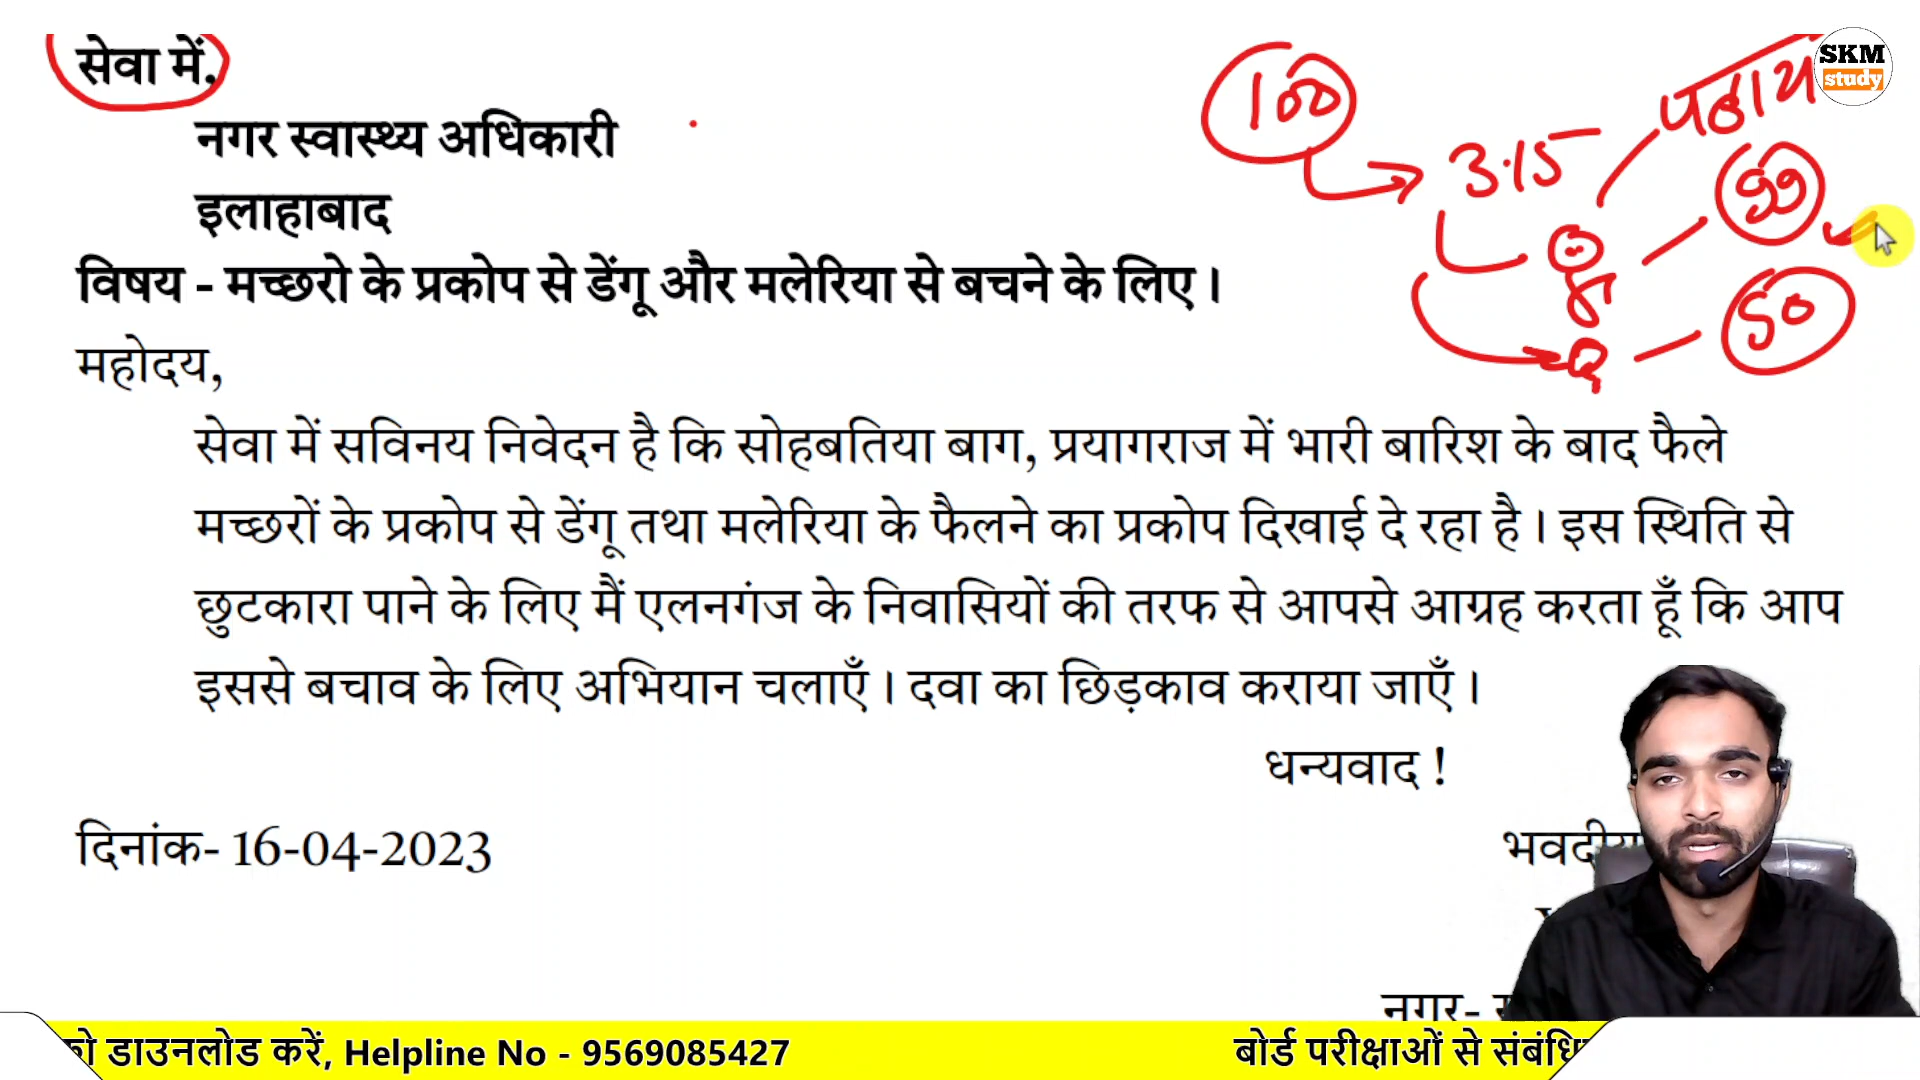 सेवा में.
नगर स्वास्थ्य अधिकारी
इलाहाबाद
विषय - मच्छरो के प्रकोप से डेंगू और मलेरिया से बचने के लिए ।
महोदय,
सेवा में सविनय निवेदन है कि सोहबतिया बाग, प्रयागराज में भारी बारिश के बाद फैले
मच्छरों के प्रकोप से डेंगू तथा मलेरिया के फैलने का प्रकोप दिखाई दे रहा है । इस स्थिति से
छुटकारा पाने के लिए मैं एलनगंज के निवासियों की तरफ से आपसे आग्रह करता हूँ कि आप
इससे बचाव के लिए अभियान चलाएँ । दवा का छिड़काव कराया जाएँ ।
धन्यवाद !
दिनांक- 16-04-2023
नगर-
100
3.15
99
50
SKM
study
डाउनलोड करें, Helpline No - 9569085427
बोर्ड परीक्षाओं से